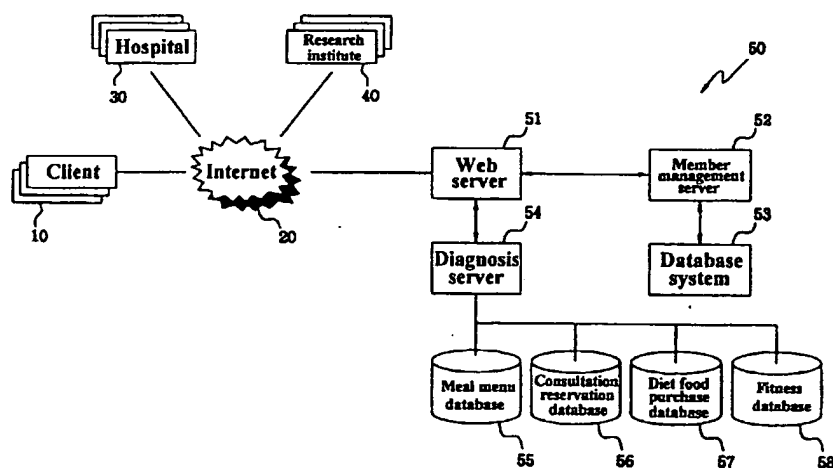 Hospital
30
Research
institute
40
50
Client
10
Internet
20
51
Web
server
52
Member
management
server
54
Diagnosis
server
53
Database
system
Meal menu
database
55
Consultation
reservation
database
56
Diet food
purchase
database
57
Fitness
database
58